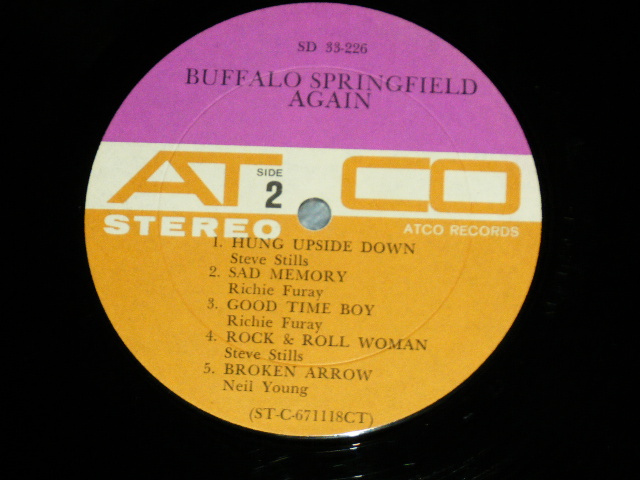 SD 33-226
BUFFALO SPRINGFIELD
AGAIN
ATCO
SIDE
2
STEREO
ATCO RECORDS
1. HUNG UPSIDE DOWN
Steve Stills
2. SAD MEMORY
Richie Furay
3. GOOD TIME BOY
Richie Furay
4. ROCK & ROLL WOMAN
Steve Stills
5. BROKEN ARROW
Neil Young
(ST-C-671118CT)